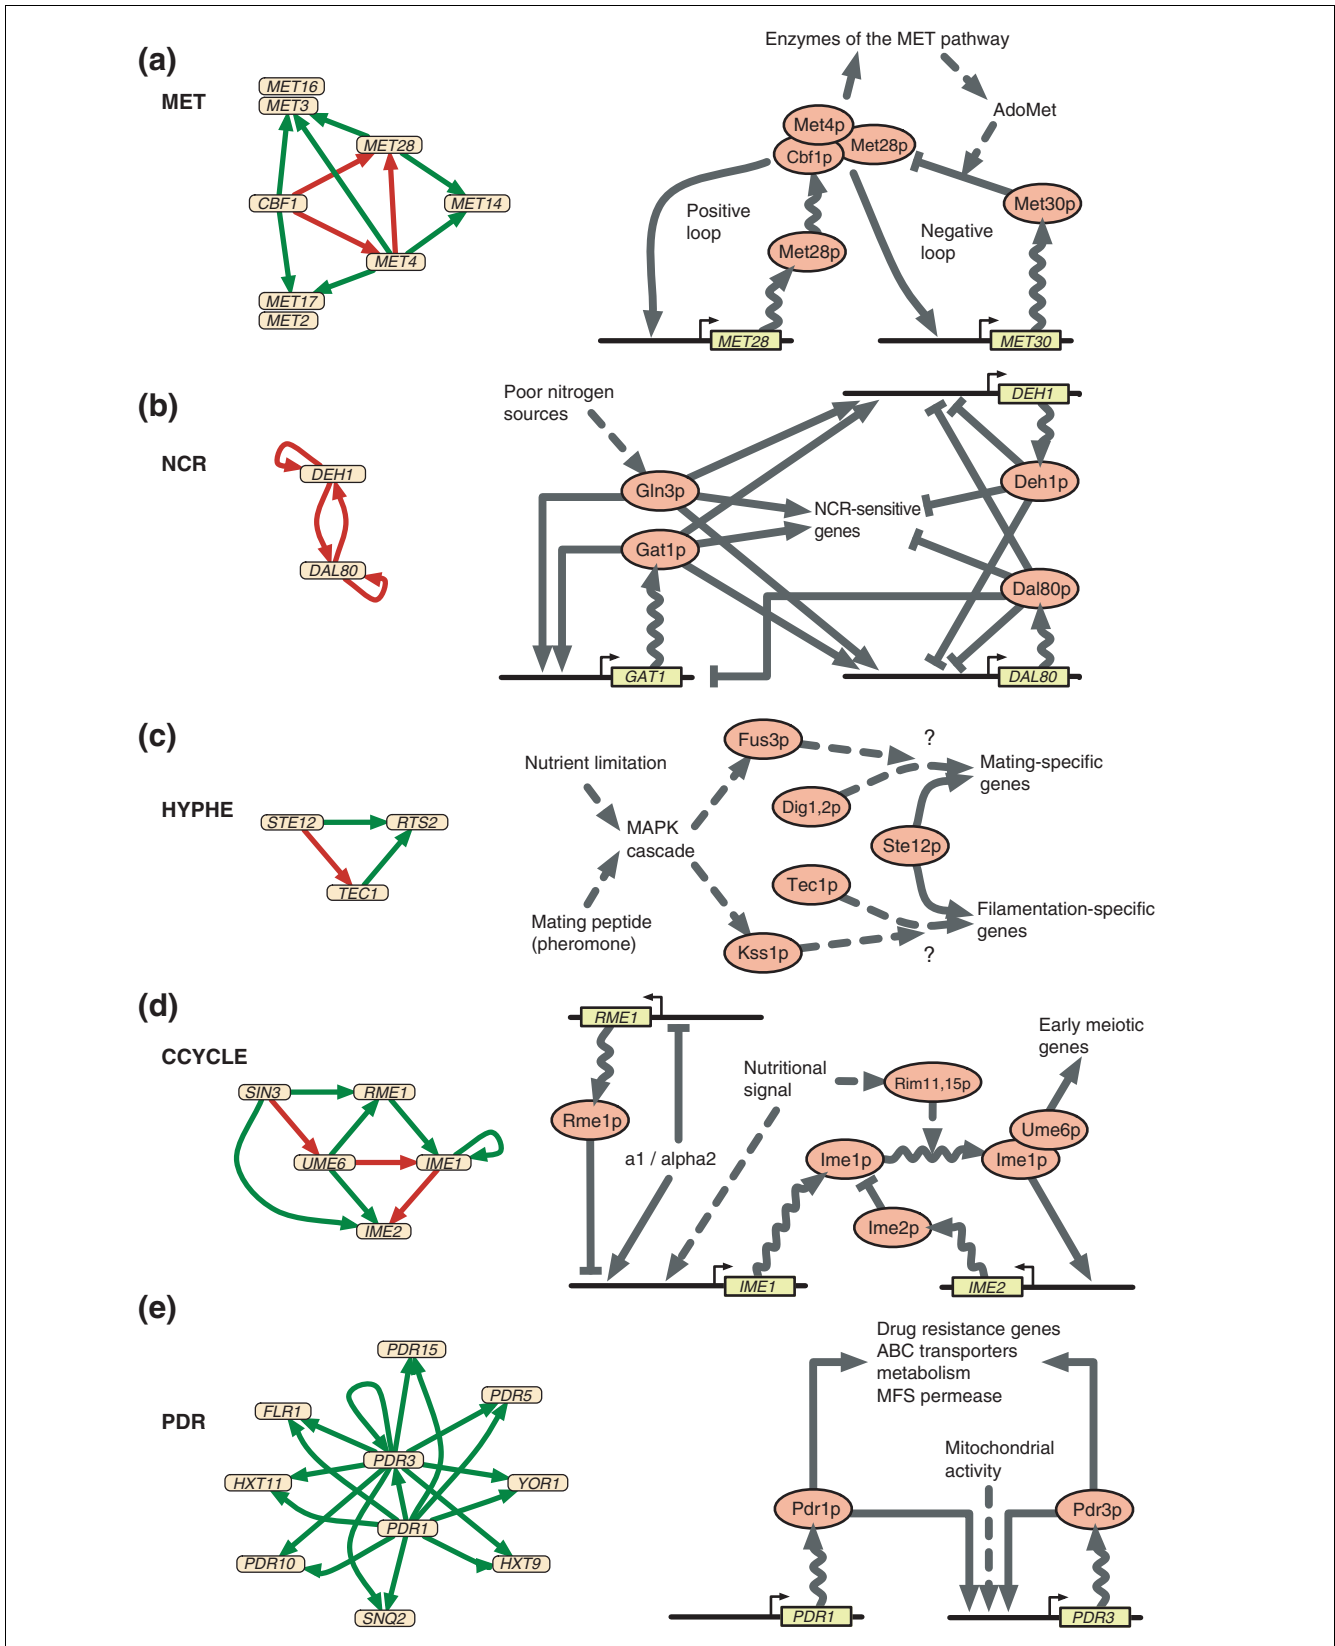 (a)
MET
MET16
MET3
MET28
CBF1
MET14
MET4
MET17
MET2
Enzymes of the MET pathway
AdoMet
Met4p
Cbf1p
Met28p
Met30p
Positive
loop
Negative
loop
Met28p
MET28
MET30
(b)
NCR
DEH1
DAL80
Poor nitrogen
sources
DEH1
Gln3p
Deh1p
NCR-sensitive
genes
Gat1p
Dal80p
GAT1
DAL80
(c)
HYPHE
STE12
RTS2
TEC1
Nutrient limitation
MAPK
cascade
Mating peptide
(pheromone)
Fus3p
?
Mating-specific
genes
Dig1,2p
Ste12p
Tec1p
Filamentation-specific
genes
Kss1p
?
(d)
CCYCLE
SIN3
RME1
UME6
IME1
IME2
RME1
Rme1p
a1 / alpha2
Nutritional
signal
Rim11,15p
Early meiotic
genes
Ume6p
Ime1p
Ime1p
Ime2p
IME1
IME2
(e)
PDR
PDR15
PDR5
FLR1
PDR3
HXT11
YOR1
PDR1
PDR10
HXT9
SNQ2
Drug resistance genes
ABC transporters
metabolism
MFS permease
Mitochondrial
activity
Pdr1p
Pdr3p
PDR1
PDR3